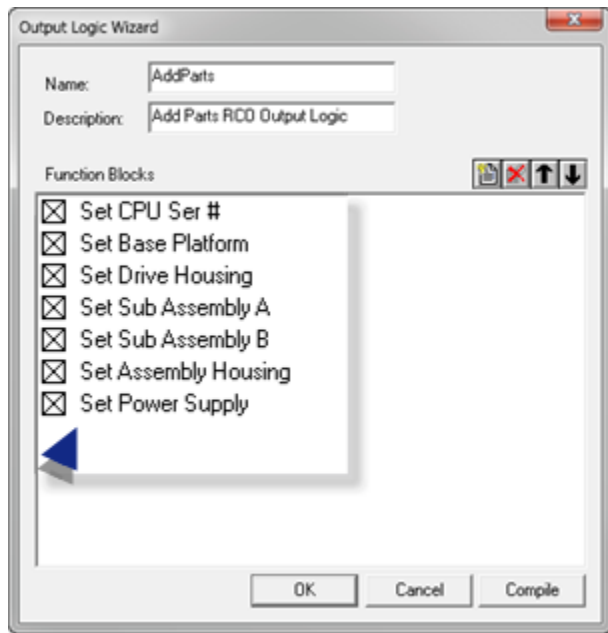 Output Logic Wizard
Name:
AddParts
Description:
Add Parts RCO Output Logic
Function Blocks
Set CPU Ser #
Set Base Platform
Set Drive Housing
Set Sub Assembly A
Set Sub Assembly B
Set Assembly Housing
Set Power Supply
OK
Cancel
Compile